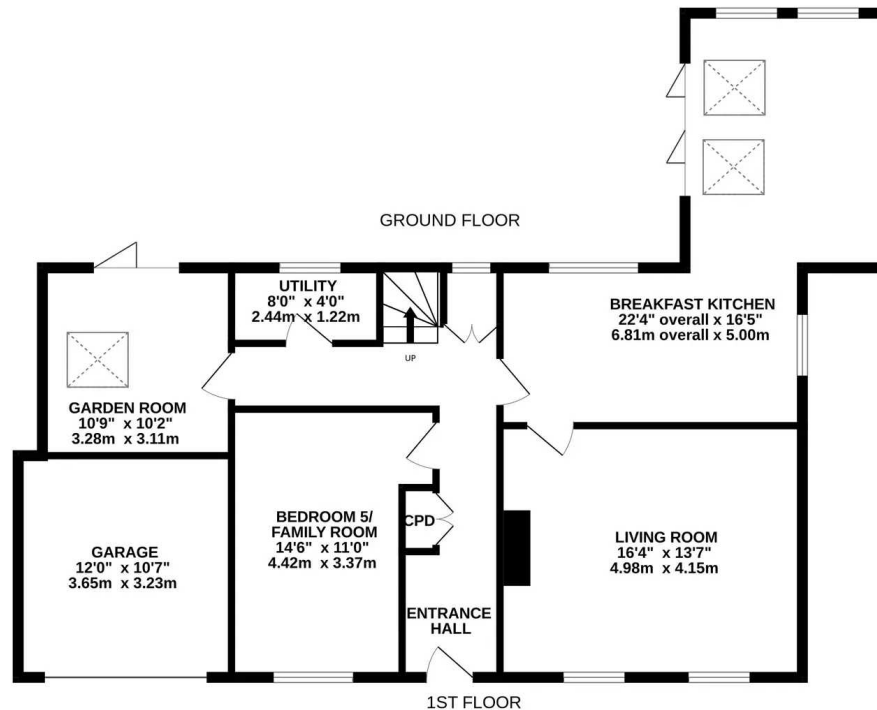 GROUND FLOOR
UTILITY
8'0" x 4'0"
2.44m x 1.22m
UP
BREAKFAST KITCHEN
22'4" overall x 16'5"
6.81m overall x 5.00m
GARDEN ROOM
10'9" x 10'2"
3.28m x 3.11m
GARAGE
12'0" x 10'7"
3.65m x 3.23m
BEDROOM 5/
FAMILY ROOM
14'6" x 11'0"
4.42m x 3.37m
CPD
LIVING ROOM
16'4" x 13'7"
4.98m x 4.15m
ENTRANCE
HALL
1ST FLOOR